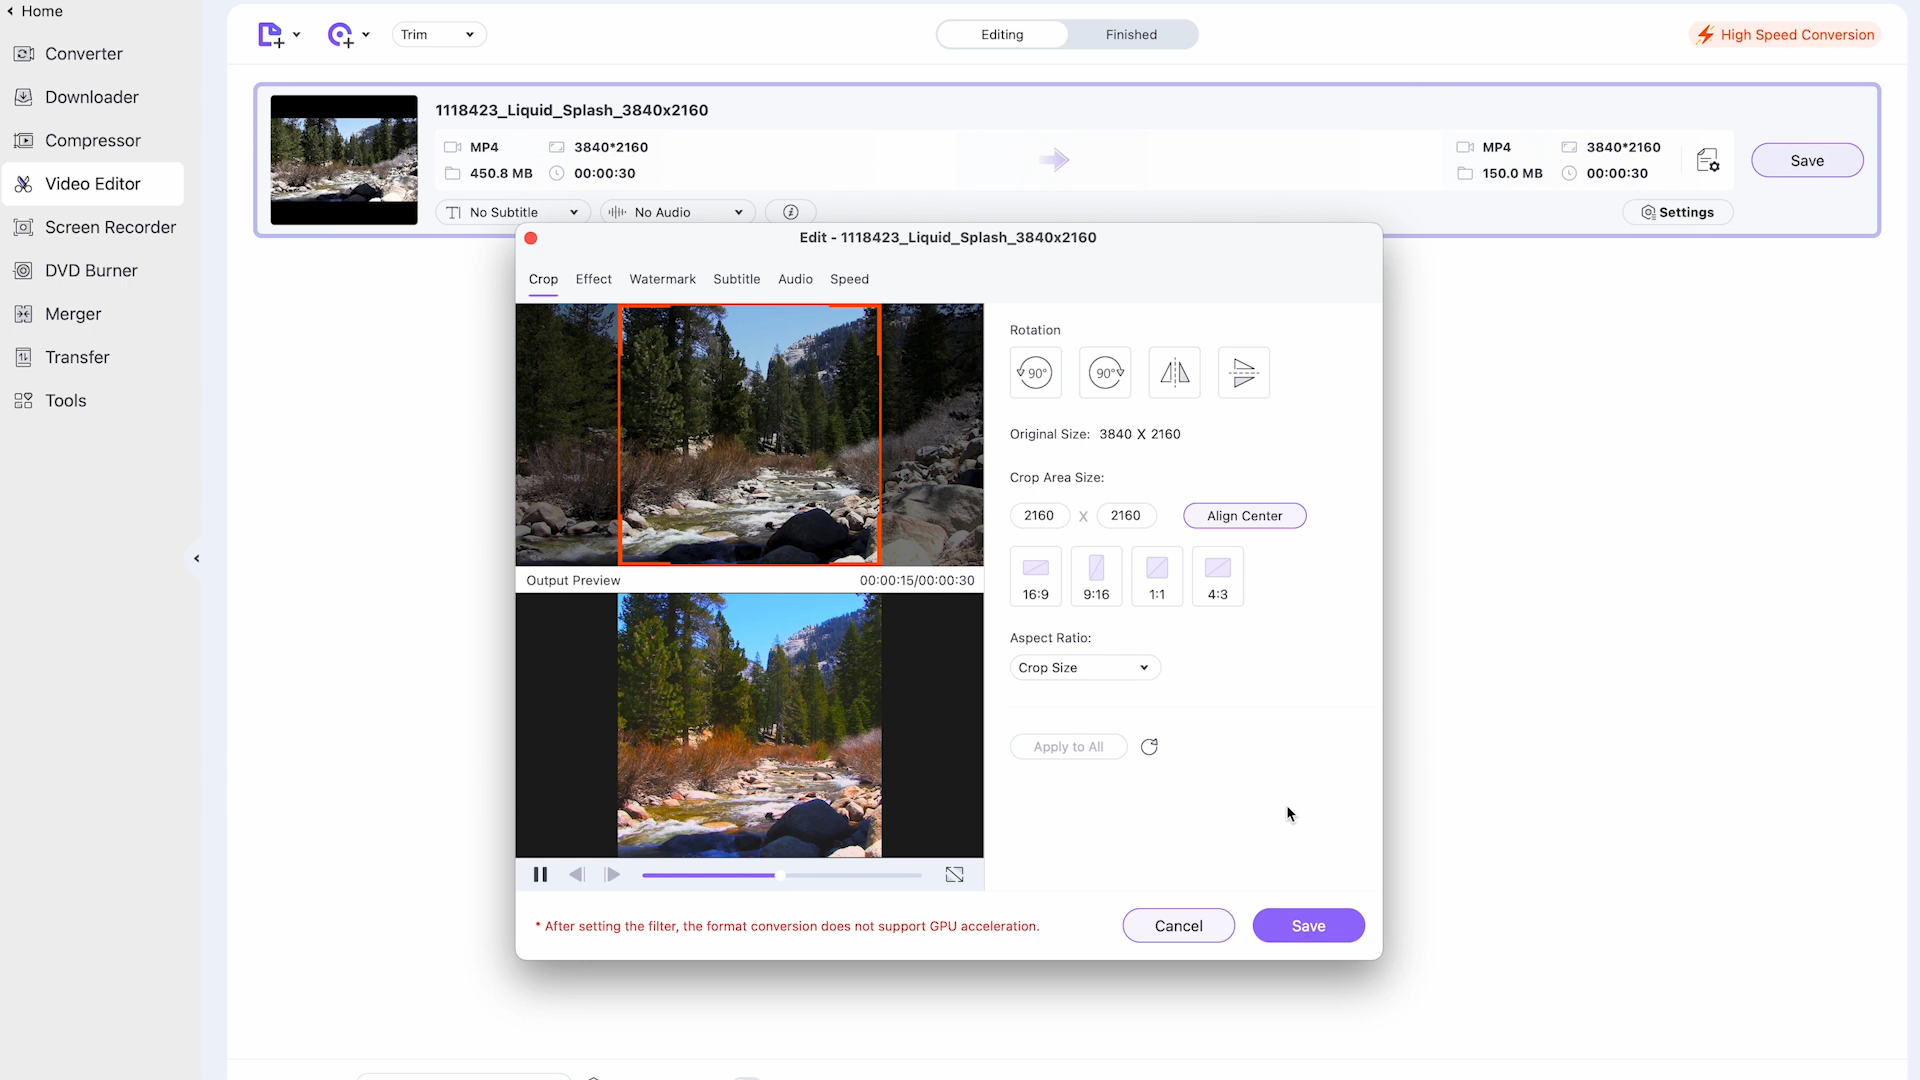 Home
Converter
Downloader
Compressor
Video Editor
Screen Recorder
DVD Burner
Merger
Transfer
Tools
Trim
Editing
Finished
High Speed Conversion
1118423_Liquid_Splash_3840x2160
MP4
3840*2160
450.8 MB
00:00:30
MP4
3840*2160
150.0 MB
00:00:30
Save
No Subtitle
No Audio
Settings
Edit - 1118423_Liquid_Splash_3840x2160
Crop
Effect
Watermark
Subtitle
Audio
Speed
Rotation
90°
90°
Original Size: 3840 X 2160
Crop Area Size:
2160 X 2160
Align Center
16:9
9:16
1:1
4:3
Output Preview
00:00:15/00:00:30
Aspect Ratio:
Crop Size
Apply to All
* After setting the filter, the format conversion does not support GPU acceleration.
Cancel
Save